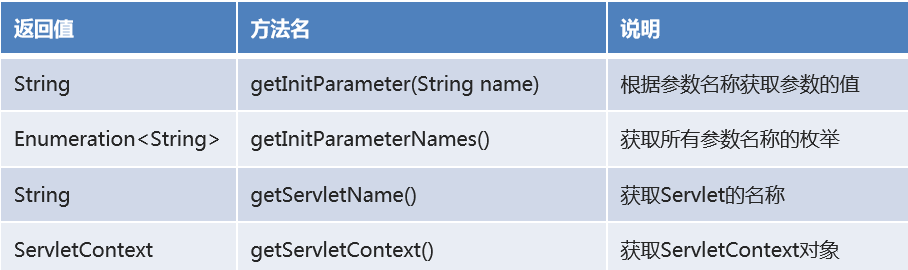 返回值 方法名 说明
String getInitParameter(String name) 根据参数名称获取参数的值
Enumeration<String> getInitParameterNames() 获取所有参数名称的枚举
String getServletName() 获取Servlet的名称
ServletContext getServletContext() 获取ServletContext对象